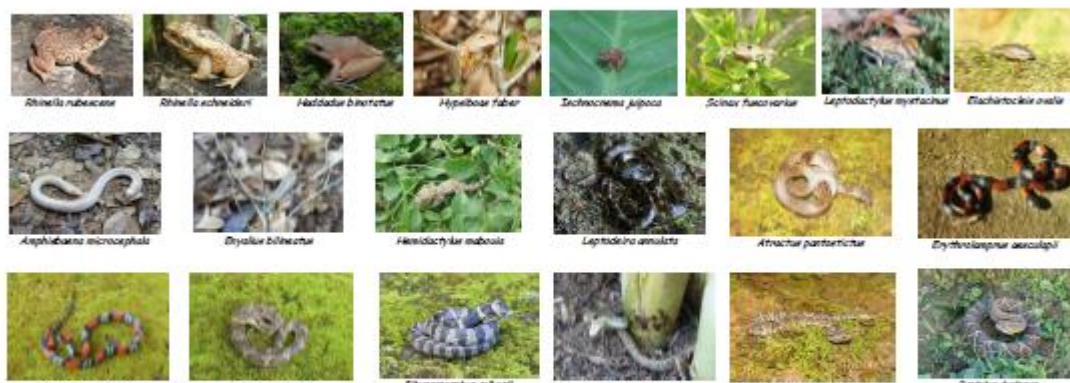 Rhinella rubescens Rhinella schneideri Haddadus binotatus Hypsiboas faber Ischnocnema juipoca Scinax fuscovarius Leptodactylus mystacinus Elachistocleis ovalis
Amphisbaena microcephala Enyalius bilineatus Hemidactylus mabouia Leptodeira annulata Atractus pantostictus Erythrolamprus aesculapii